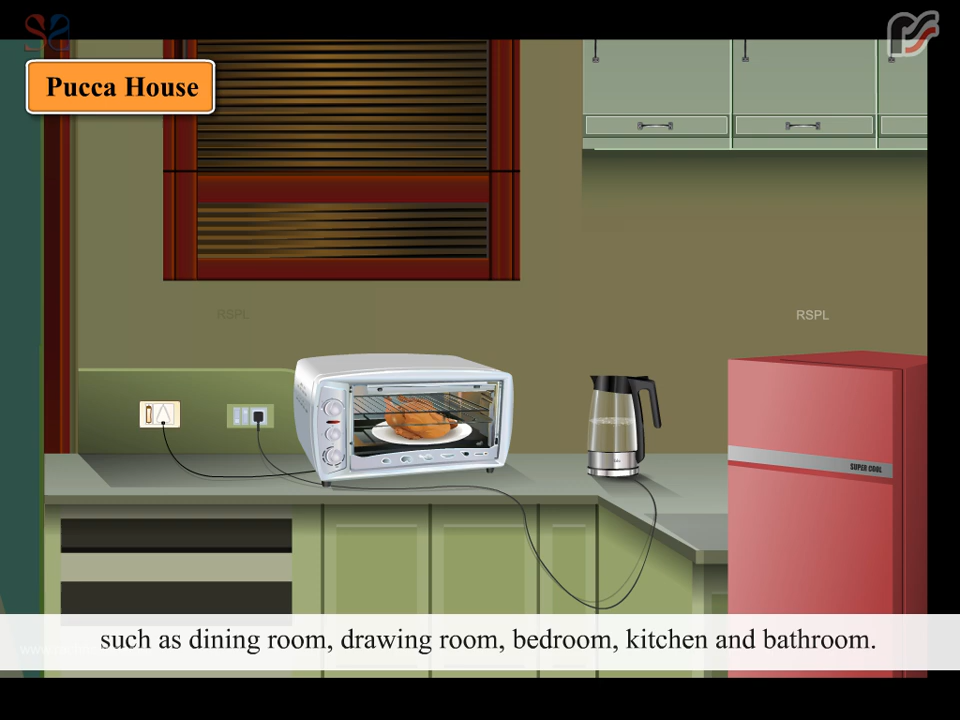 Pucca House
RSPL
RSPL
SUPER COOL
such as dining room, drawing room, bedroom, kitchen and bathroom.